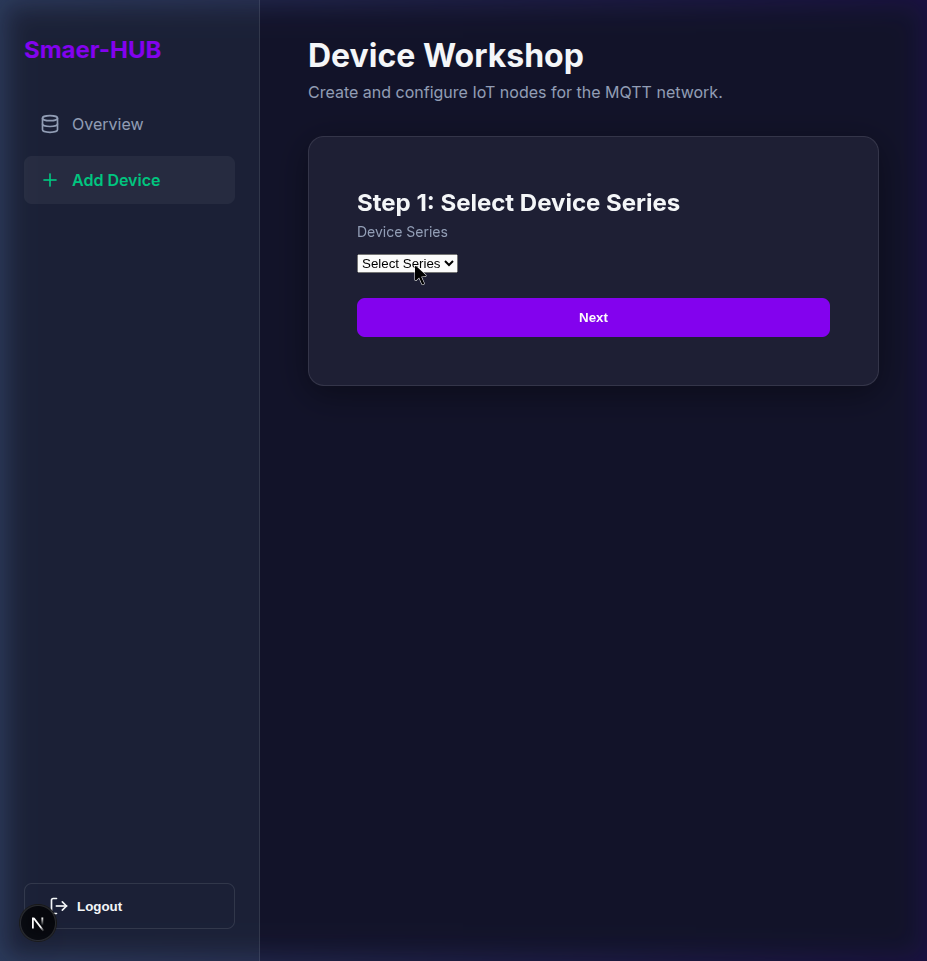 Smaer-HUB
Overview
Add Device
Logout
Device Workshop
Create and configure IoT nodes for the MQTT network.
Step 1: Select Device Series
Device Series
Select Series
Next